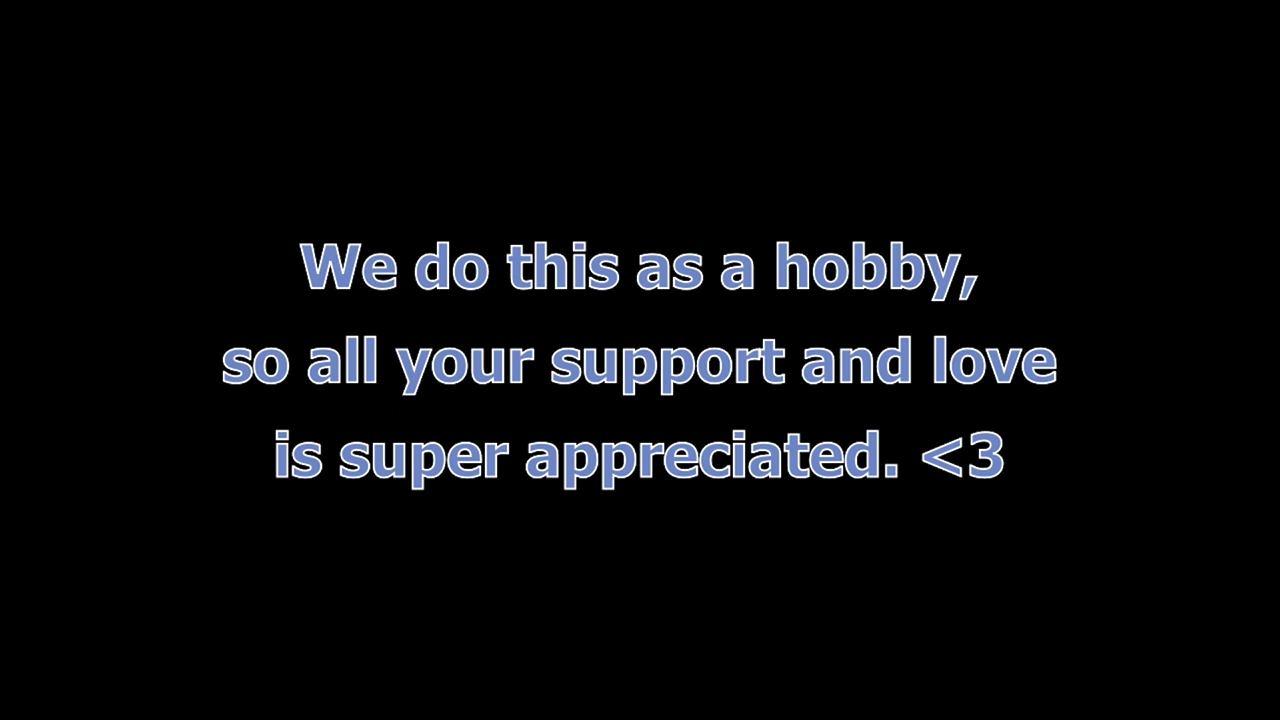 We do this as a hobby,
so all your support and love
is super appreciated. <3